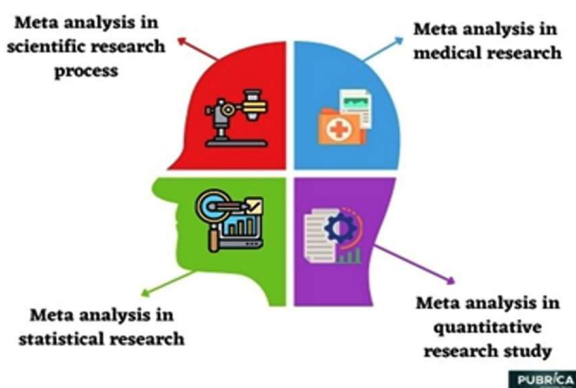 Meta analysis in
scientific research
process
Meta analysis in
medical research
Meta analysis in
statistical research
Meta analysis in
quantitative
research study
PUBRICA